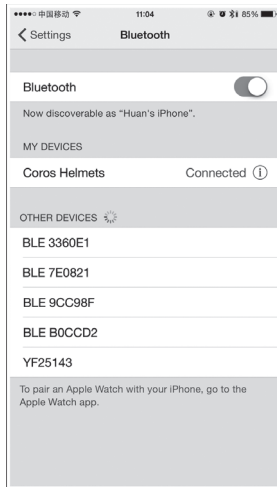 中国移动 11:04 85%
Settings Bluetooth
Bluetooth
Now discoverable as “Huan's iPhone”.
MY DEVICES
Coros Helmets Connected i
OTHER DEVICES
BLE 3360E1
BLE 7E0821
BLE 9CC98F
BLE B0CCD2
YF25143
To pair an Apple Watch with your iPhone, go to the
Apple Watch app.